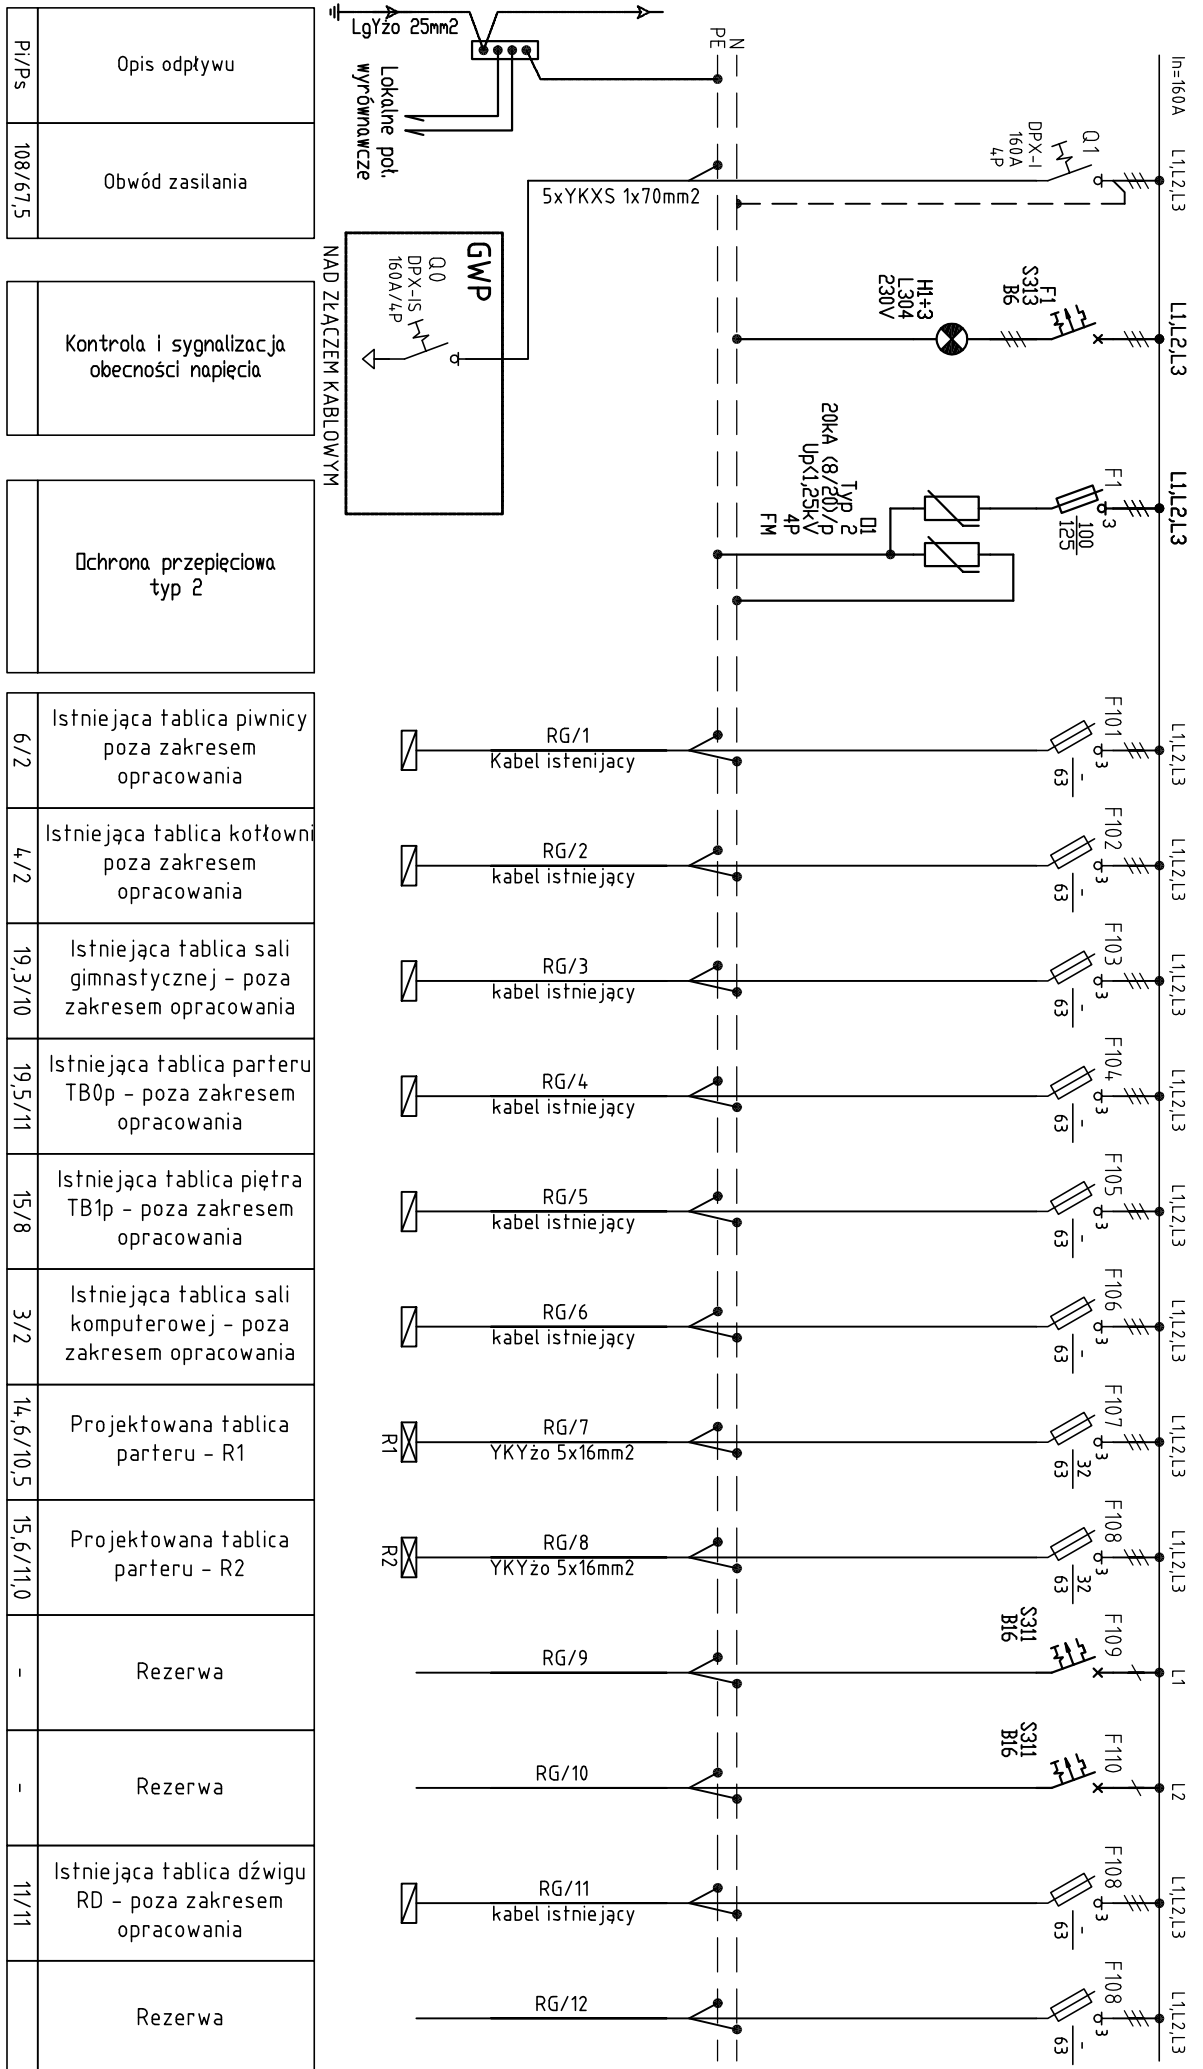 In=160A
L1,L2,L3
Q1
DPX-I
160A
4P
5xYKXS 1x70mm2
N
PE
LgYżo 25mm2
Lokalne poł.
wyrównawcze
GWP
Q0
DPX-IS
160A/4P
NAD ZŁĄCZEM KABLOWYM
Opis odpływu
Pi/Ps
Obwód zasilania
108/67,5
L1,L2,L3
F1
S313
B6
H1÷3
L304
230V
Kontrola i sygnalizacja
obecności napięcia
L1,L2,L3
F1
3
100
125
O1
Typ 2
20kA (8/20)/p
Up<1,25kV
4P
FM
Ochrona przepięciowa
typ 2
L1,L2,L3
F101
3
-
63
RG/1
Kabel istenijacy
Istniejąca tablica piwnicy
poza zakresem
opracowania
6/2
L1,L2,L3
F102
3
-
63
RG/2
kabel istniejący
Istniejąca tablica kotłowni
poza zakresem
opracowania
4/2
L1,L2,L3
F103
3
-
63
RG/3
kabel istniejący
Istniejąca tablica sali
gimnastycznej - poza
zakresem opracowania
19,3/10
L1,L2,L3
F104
3
-
63
RG/4
kabel istniejący
Istniejąca tablica parteru
TB0p - poza zakresem
opracowania
19,5/11
L1,L2,L3
F105
3
-
63
RG/5
kabel istniejący
Istniejąca tablica piętra
TB1p - poza zakresem
opracowania
15/8
L1,L2,L3
F106
3
-
63
RG/6
kabel istniejący
Istniejąca tablica sali
komputerowej - poza
zakresem opracowania
3/2
L1,L2,L3
F107
3
32
63
RG/7
YKYżo 5x16mm2
R1
Projektowana tablica
parteru - R1
14,6/10,5
L1,L2,L3
F108
3
32
63
RG/8
YKYżo 5x16mm2
R2
Projektowana tablica
parteru - R2
15,6/11,0
L1
F109
S311
B16
RG/9
Rezerwa
-
L2
F110
S311
B16
RG/10
Rezerwa
-
L1,L2,L3
F108
3
-
63
RG/11
kabel istniejący
Istniejąca tablica dźwigu
RD - poza zakresem
opracowania
11/11
L1,L2,L3
F108
3
-
63
RG/12
Rezerwa